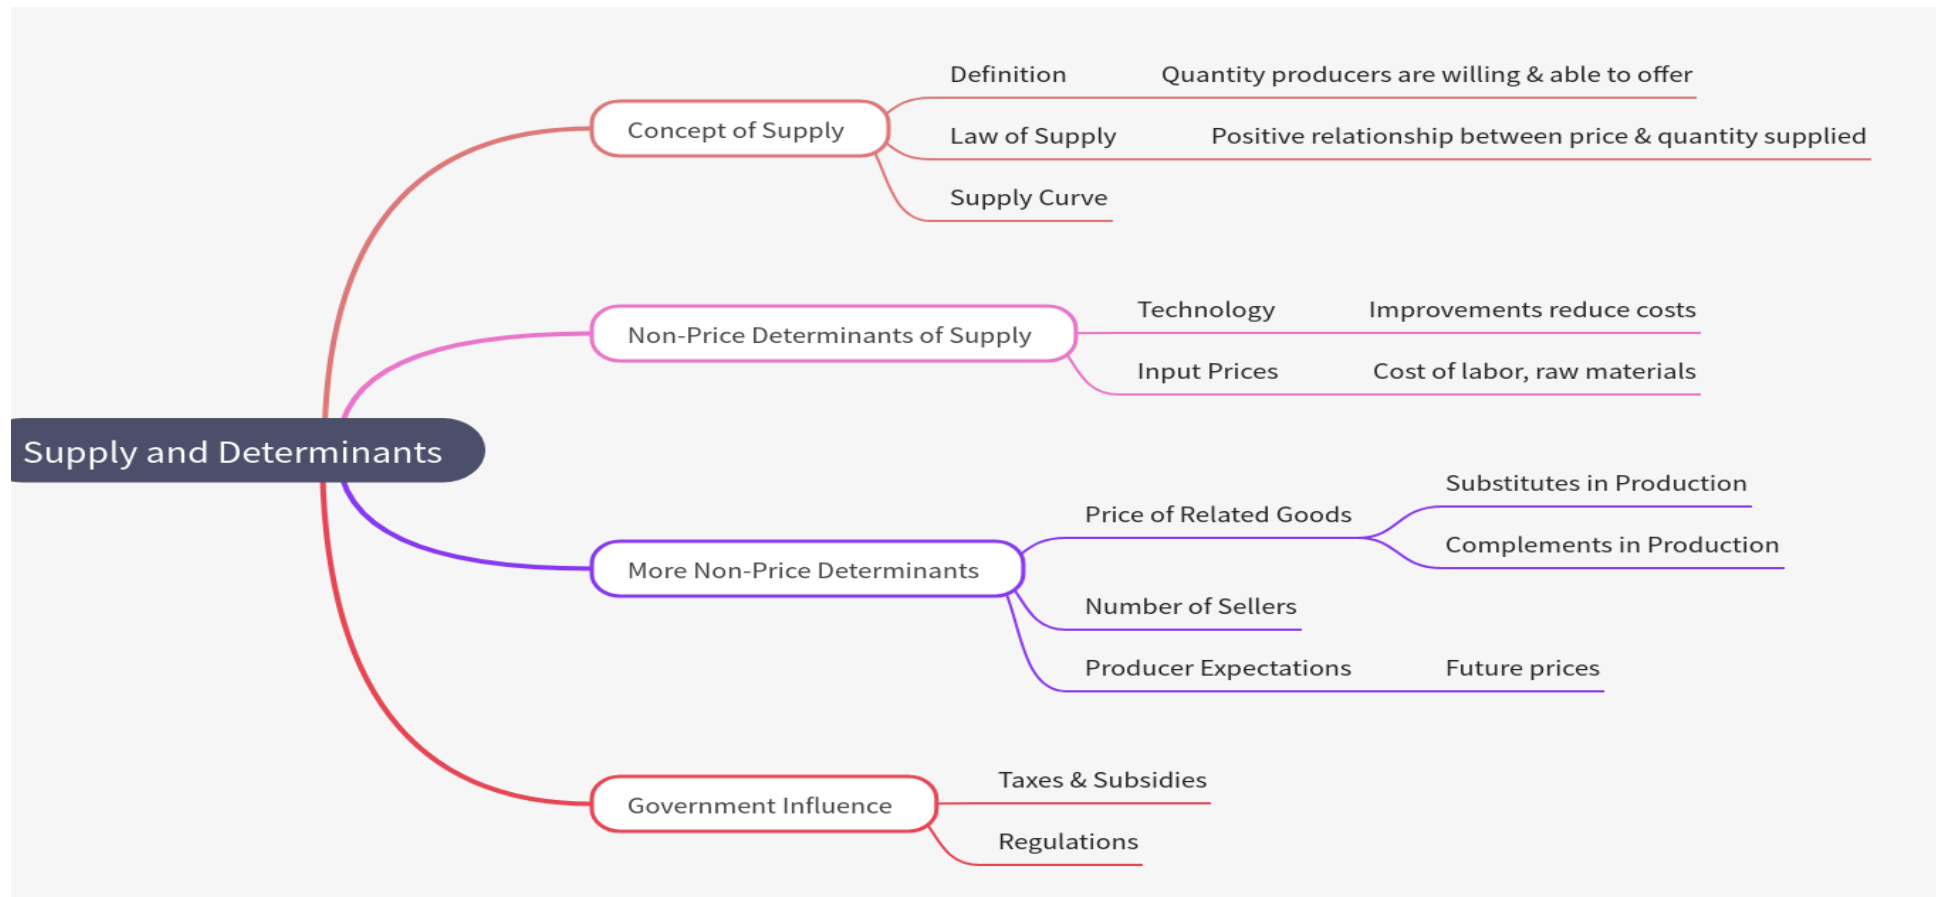 Supply and Determinants
Concept of Supply
Definition
Quantity producers are willing & able to offer
Law of Supply
Positive relationship between price & quantity supplied
Supply Curve
Non-Price Determinants of Supply
Technology
Improvements reduce costs
Input Prices
Cost of labor, raw materials
More Non-Price Determinants
Price of Related Goods
Substitutes in Production
Complements in Production
Number of Sellers
Producer Expectations
Future prices
Government Influence
Taxes & Subsidies
Regulations